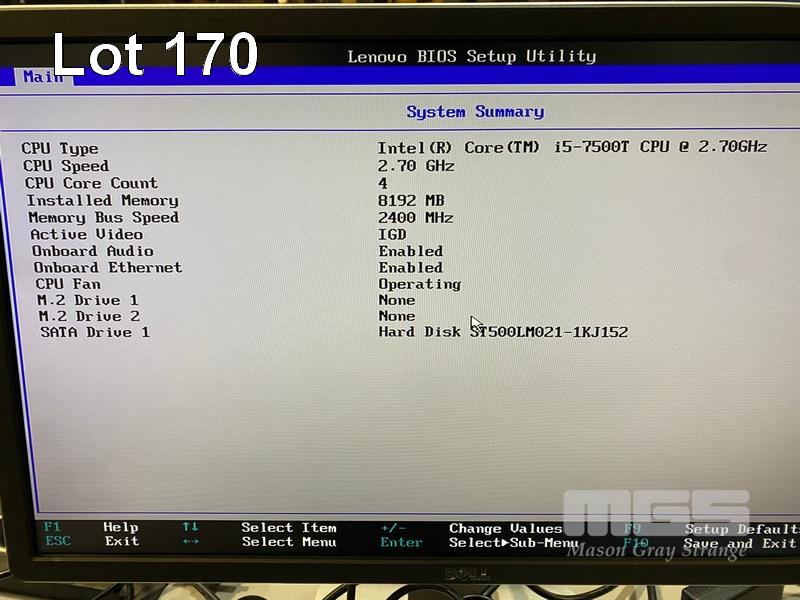 Lot 170
Lenovo BIOS Setup Utility
Main
System Summary
CPU Type Intel(R) Core(TM) i5-7500T CPU @ 2.70GHz
CPU Speed 2.70 GHz
CPU Core Count 4
Installed Memory 8192 MB
Memory Bus Speed 2400 MHz
Active Video IGD
Onboard Audio Enabled
Onboard Ethernet Enabled
CPU Fan Operating
M.2 Drive 1 None
M.2 Drive 2 None
SATA Drive 1 Hard Disk ST500LM021-1KJ152
F1 Help ↑↓ Select Item +/- Change Values F9 Setup Defaults
ESC Exit ←→ Select Menu Enter Select▶Sub-Menu F10 Save and Exit
MGS
Mason Gray Strange
DELL